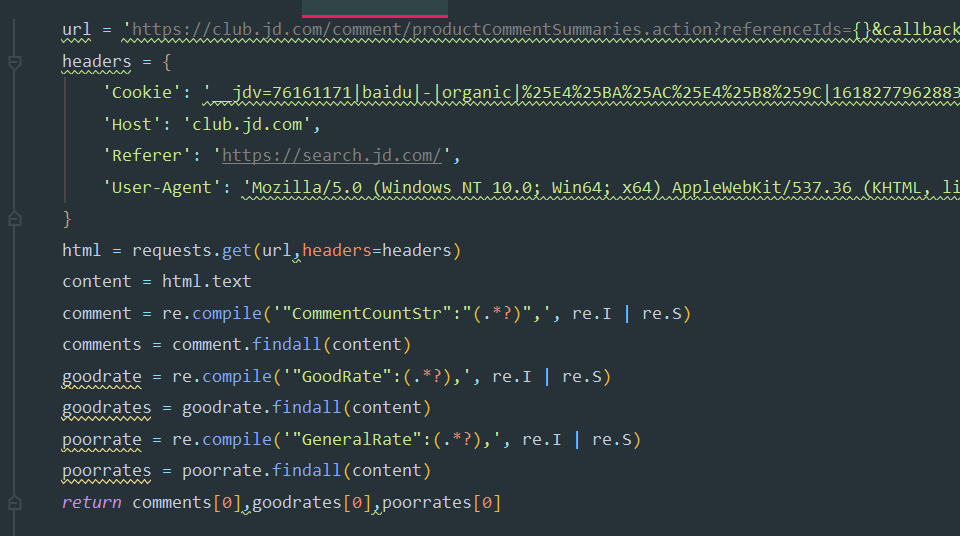 url = 'https://club.jd.com/comment/productCommentSummaries.action?referenceIds={}&callback
headers = {
'Cookie': '__jdv=76161171|baidu|-|organic|%25E4%25BA%25AC%25E4%25B8%259C|1618277962883
'Host': 'club.jd.com',
'Referer': 'https://search.jd.com/',
'User-Agent': 'Mozilla/5.0 (Windows NT 10.0; Win64; x64) AppleWebKit/537.36 (KHTML, li
}
html = requests.get(url,headers=headers)
content = html.text
comment = re.compile('"CommentCountStr":"(.*?)",', re.I | re.S)
comments = comment.findall(content)
goodrate = re.compile('"GoodRate":(.*?),', re.I | re.S)
goodrates = goodrate.findall(content)
poorrate = re.compile('"GeneralRate":(.*?),', re.I | re.S)
poorrates = poorrate.findall(content)
return comments[0],goodrates[0],poorrates[0]